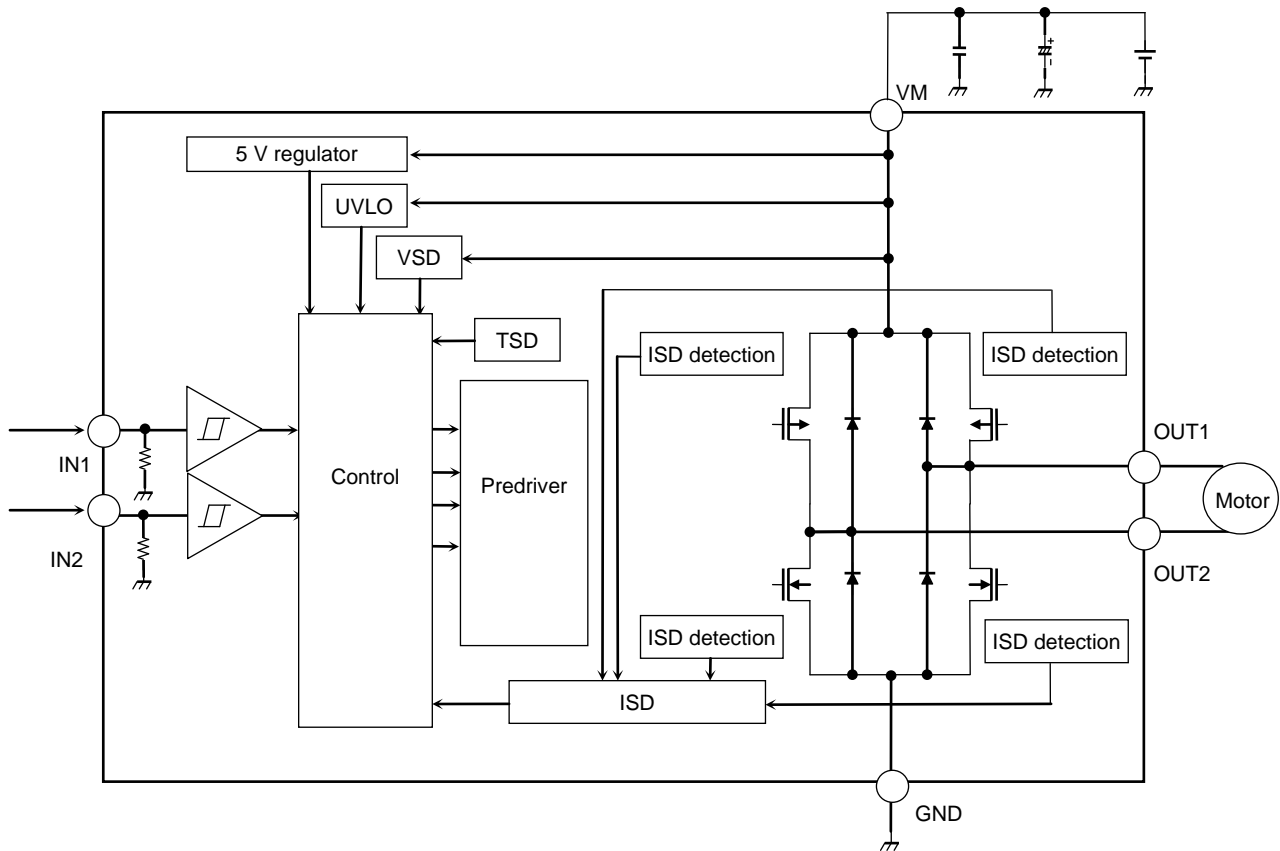 +
-
VM
5 V regulator
UVLO
VSD
TSD
ISD detection
ISD detection
IN1
Control
Predriver
OUT1
Motor
IN2
OUT2
ISD detection
ISD detection
ISD
GND